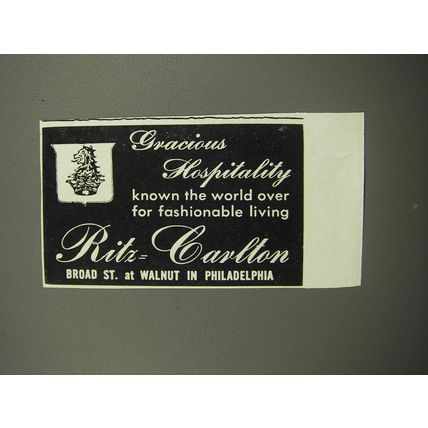 Gracious
Hospitality
known the world over
for fashionable living
Ritz=Carlton
BROAD ST. at WALNUT IN PHILADELPHIA